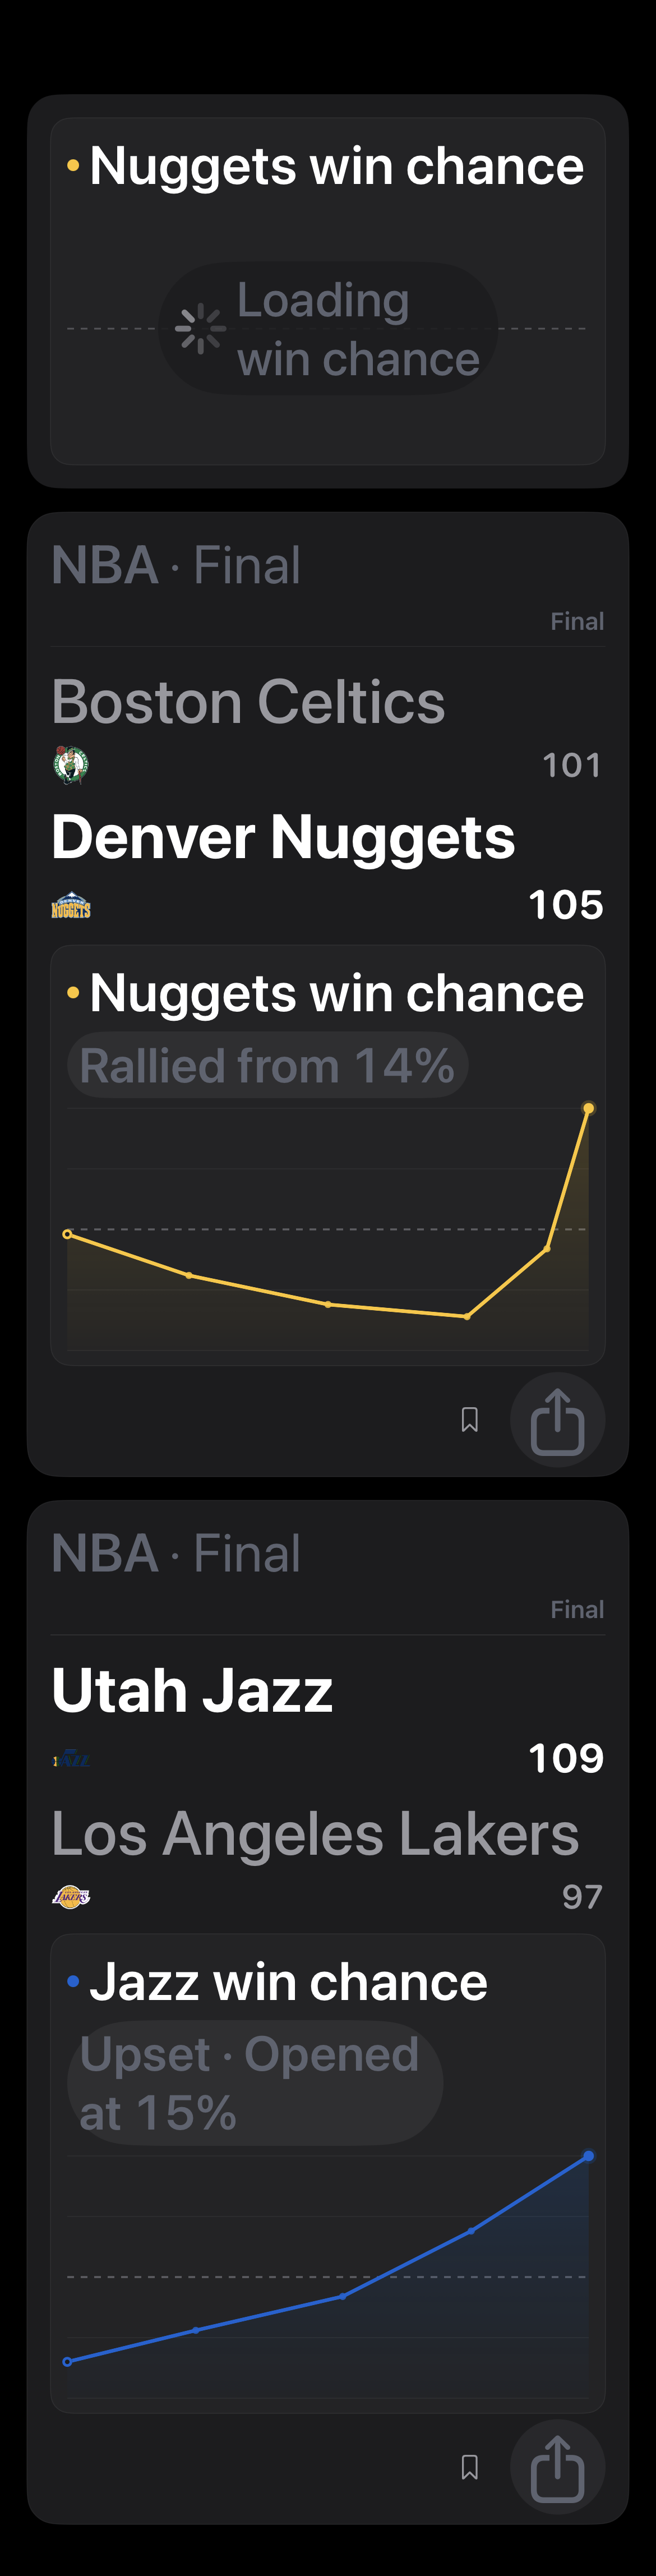 Nuggets win chance
Loading
win chance
NBA · Final
Final
Boston Celtics
101
Denver Nuggets
NUGGETS
105
Nuggets win chance
Rallied from 14%
NBA · Final
Final
Utah Jazz
109
Los Angeles Lakers
LAKERS
97
Jazz win chance
Upset · Opened
at 15%